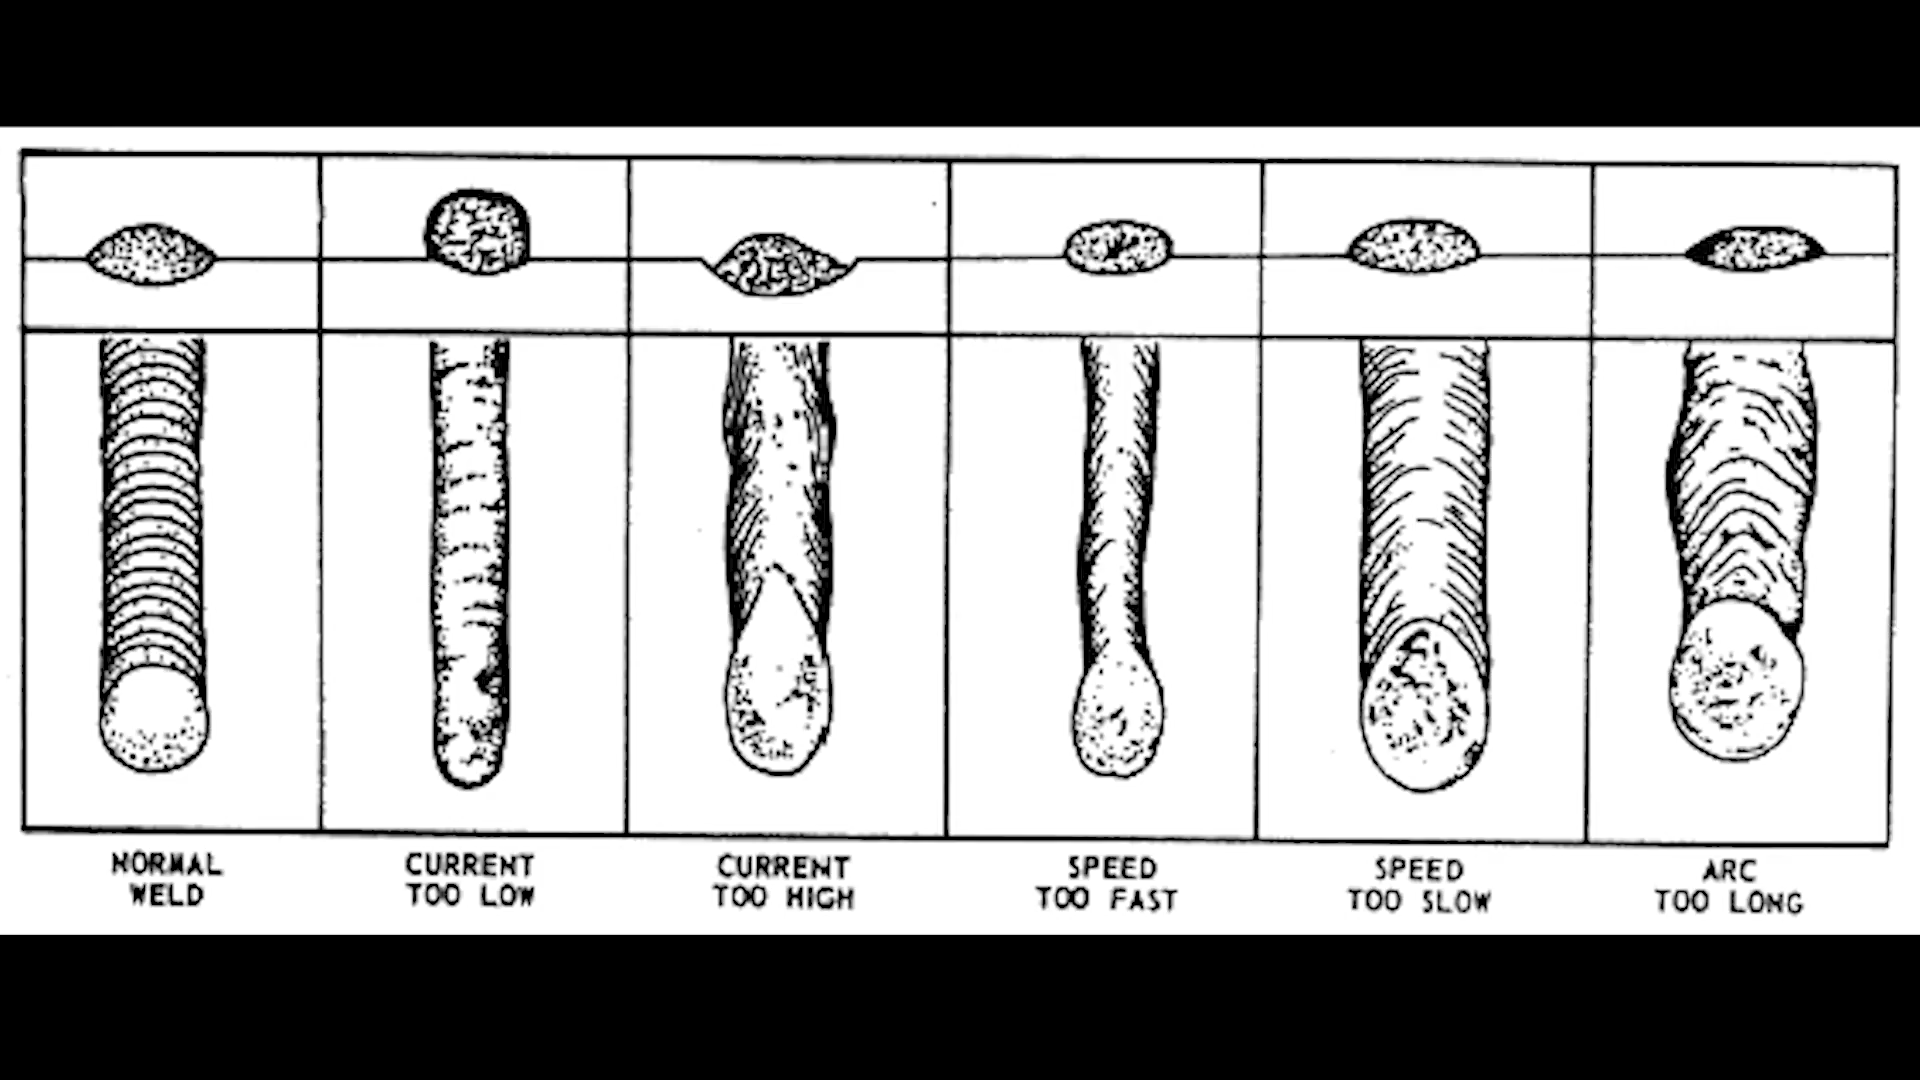 NORMAL
WELD
CURRENT
TOO LOW
CURRENT
TOO HIGH
SPEED
TOO FAST
SPEED
TOO SLOW
ARC
TOO LONG